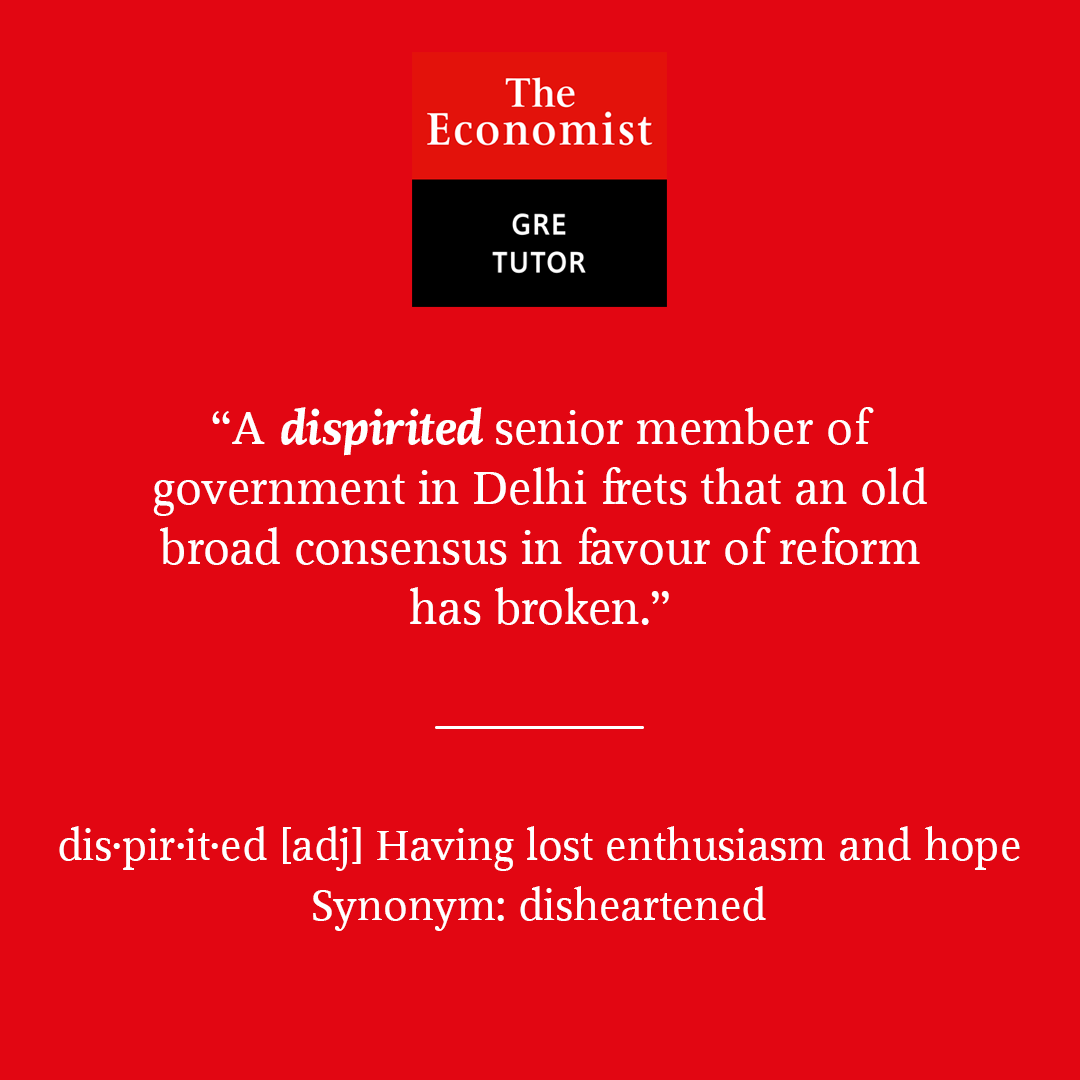 The
Economist
GRE
TUTOR
“A dispirited senior member of
government in Delhi frets that an old
broad consensus in favour of reform
has broken.”
dis·pir·it·ed [adj] Having lost enthusiasm and hope
Synonym: disheartened